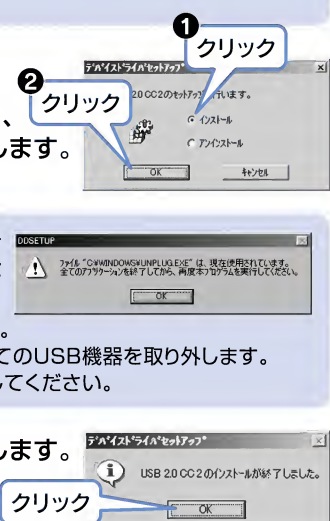 ❶
クリック
❷
クリック
ﾃﾞﾊﾞｲｽﾄﾞﾗｲﾊﾞｾｯﾄｱｯﾌﾟ
2.0 CC2のｾｯﾄｱｯﾌﾟ 行います。
、
します。
ｲﾝｽﾄｰﾙ
ｱﾝｲﾝｽﾄｰﾙ
OK
ｷｬﾝｾﾙ
DDSETUP
ﾌｧｲﾙ "C:¥WINDOWS¥UNPLUG.EXE" は、現在使用されています。
全てのｱﾌﾟﾘｹｰｼｮﾝを終了してから、再度本ﾌﾟﾛｸﾞﾗﾑを実行してください。
OK
。
てのUSB機器を取り外します。
してください。
します。
ﾃﾞﾊﾞｲｽﾄﾞﾗｲﾊﾞｾｯﾄｱｯﾌﾟ
USB 2.0 CC2のｲﾝｽﾄｰﾙが終了しました。
クリック
OK